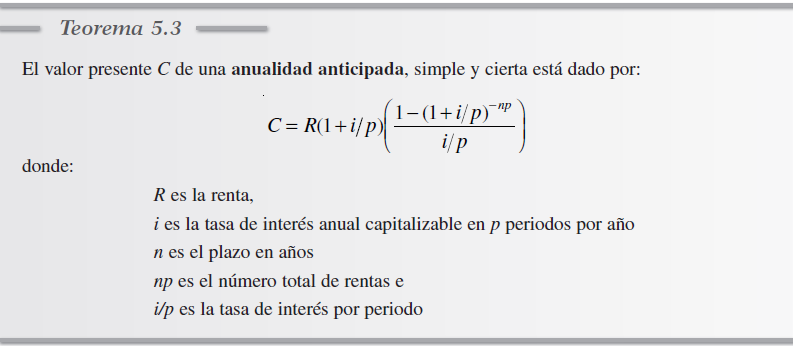 Teorema 5.3
El valor presente C de una anualidad anticipada, simple y cierta está dado por:
C = R(1 + i/p)((1 − (1 + i/p)^−np)/(i/p))
donde:
R es la renta,
i es la tasa de interés anual capitalizable en p periodos por año
n es el plazo en años
np es el número total de rentas e
i/p es la tasa de interés por periodo